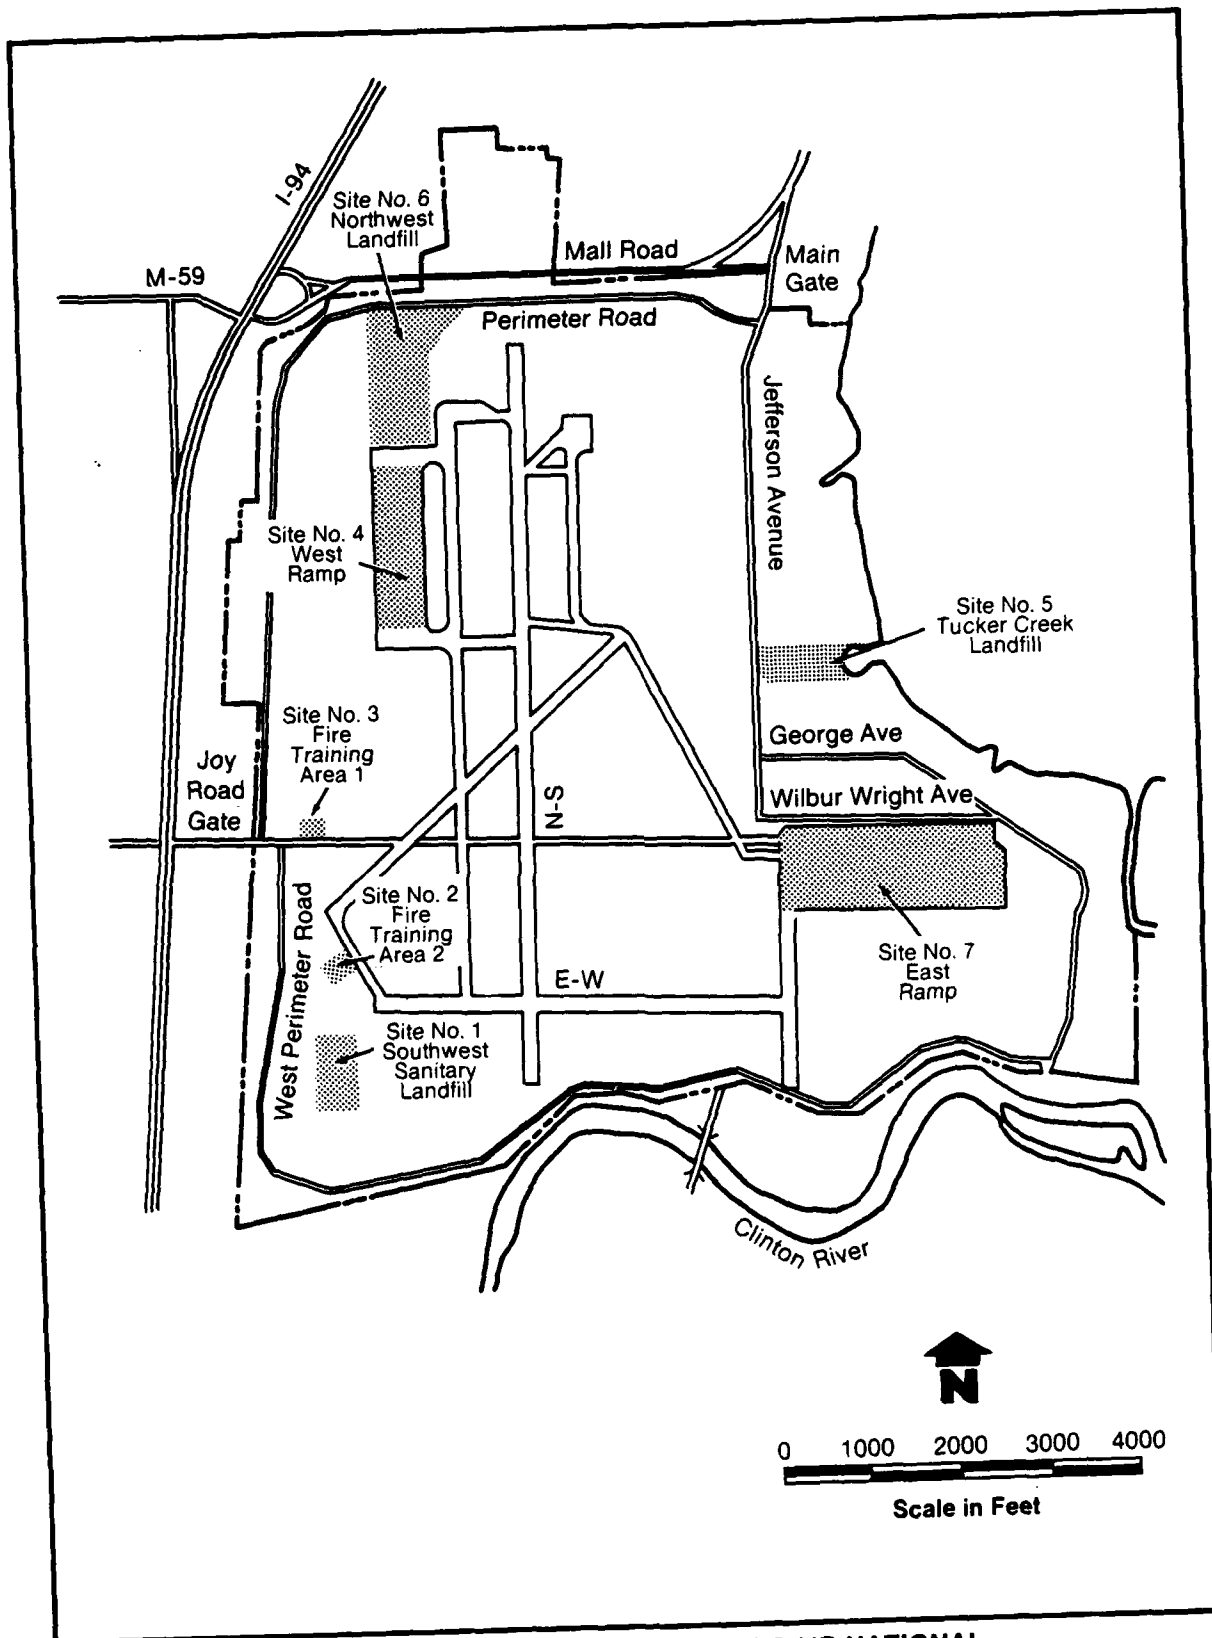 I-94
Site No. 6
Northwest
Landfill
M-59
Mall Road
Main
Gate
Perimeter Road
Jefferson Avenue
Site No. 4
West
Ramp
Site No. 5
Tucker Creek
Landfill
Site No. 3
Fire
Training
Area 1
George Ave
Joy
Road
Gate
N-S
Wilbur Wright Ave
West Perimeter Road
Site No. 2
Fire
Training
Area 2
E-W
Site No. 7
East
Ramp
Site No. 1
Southwest
Sanitary
Landfill
Clinton River
N
0 1000 2000 3000 4000
Scale in Feet